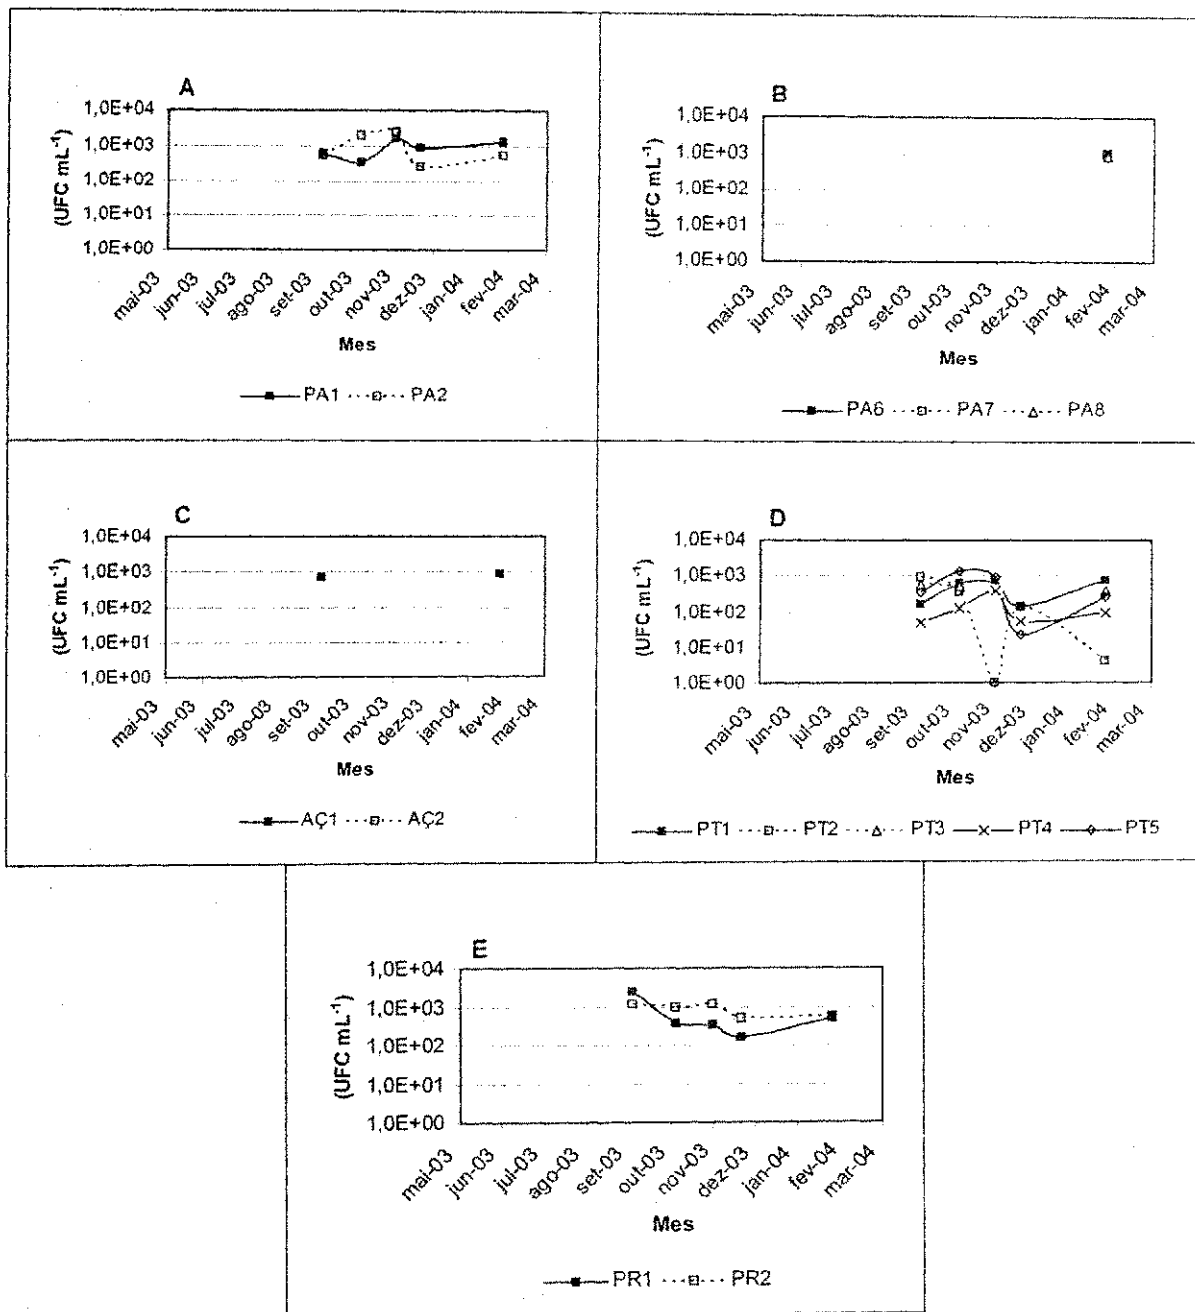 A
(UFC mL⁻¹)
1,0E+04
1,0E+03
1,0E+02
1,0E+01
1,0E+00
mai-03
jun-03
jul-03
ago-03
set-03
out-03
nov-03
dez-03
jan-04
fev-04
mar-04
Mes
PA1 PA2
B
(UFC mL⁻¹)
1,0E+04
1,0E+03
1,0E+02
1,0E+01
1,0E+00
mai-03
jun-03
jul-03
ago-03
set-03
out-03
nov-03
dez-03
jan-04
fev-04
mar-04
Mes
PA6 PA7 PA8
C
(UFC mL⁻¹)
1,0E+04
1,0E+03
1,0E+02
1,0E+01
1,0E+00
mai-03
jun-03
jul-03
ago-03
set-03
out-03
nov-03
dez-03
jan-04
fev-04
mar-04
Mes
AÇ1 AÇ2
D
(UFC mL⁻¹)
1,0E+04
1,0E+03
1,0E+02
1,0E+01
1,0E+00
mai-03
jun-03
jul-03
ago-03
set-03
out-03
nov-03
dez-03
jan-04
fev-04
mar-04
Mes
PT1 PT2 PT3 PT4 PT5
E
(UFC mL⁻¹)
1,0E+04
1,0E+03
1,0E+02
1,0E+01
1,0E+00
mai-03
jun-03
jul-03
ago-03
set-03
out-03
nov-03
dez-03
jan-04
fev-04
mar-04
Mes
PR1 PR2